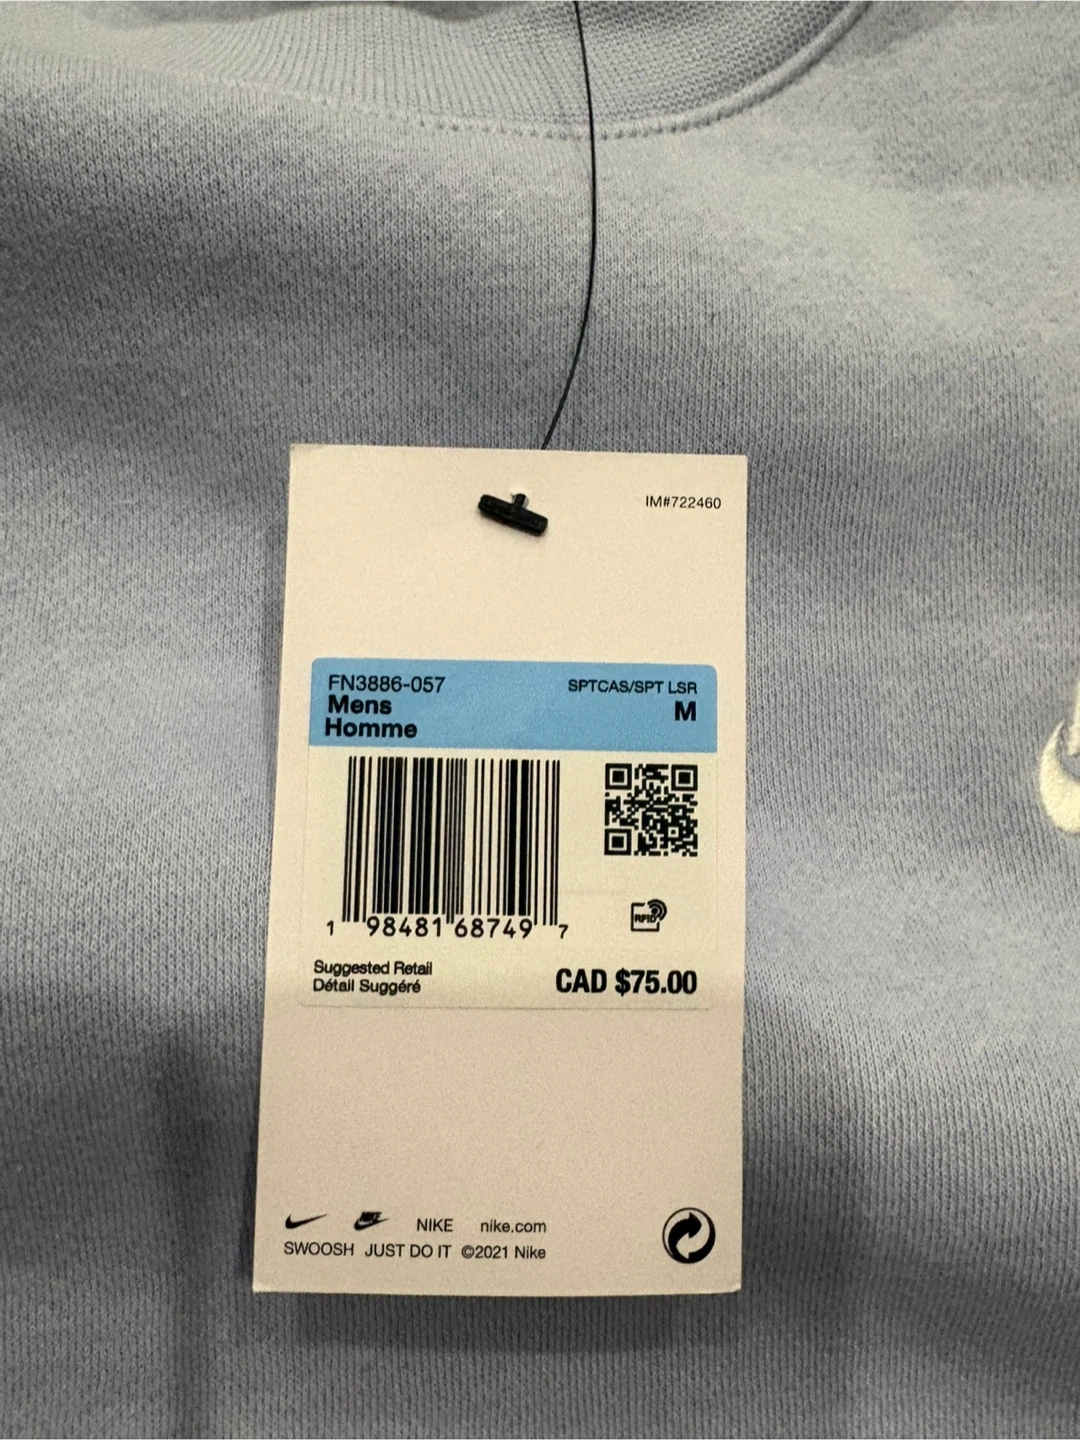 IM#722460
FN3886-057 SPTCAS/SPT LSR
Mens M
Homme
1 98481 68749 7
RFID
Suggested Retail
Détail Suggéré CAD $75.00
NIKE nike.com
SWOOSH JUST DO IT ©2021 Nike